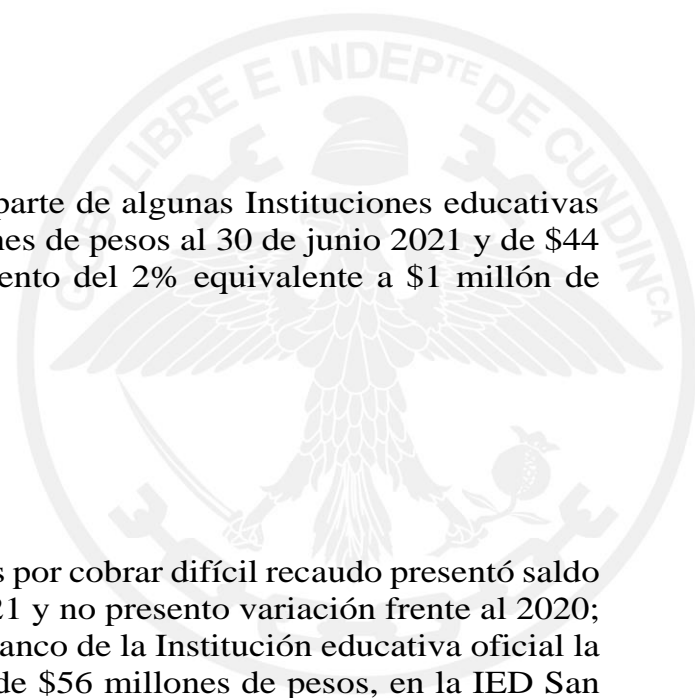 GOB LIBRE E INDEPTE DE CUNDINCA
parte de algunas Instituciones educativas
nes de pesos al 30 de junio 2021 y de $44
ento del 2% equivalente a $1 millón de
s por cobrar difícil recaudo presentó saldo
21 y no presento variación frente al 2020;
anco de la Institución educativa oficial la
de $56 millones de pesos, en la IED San